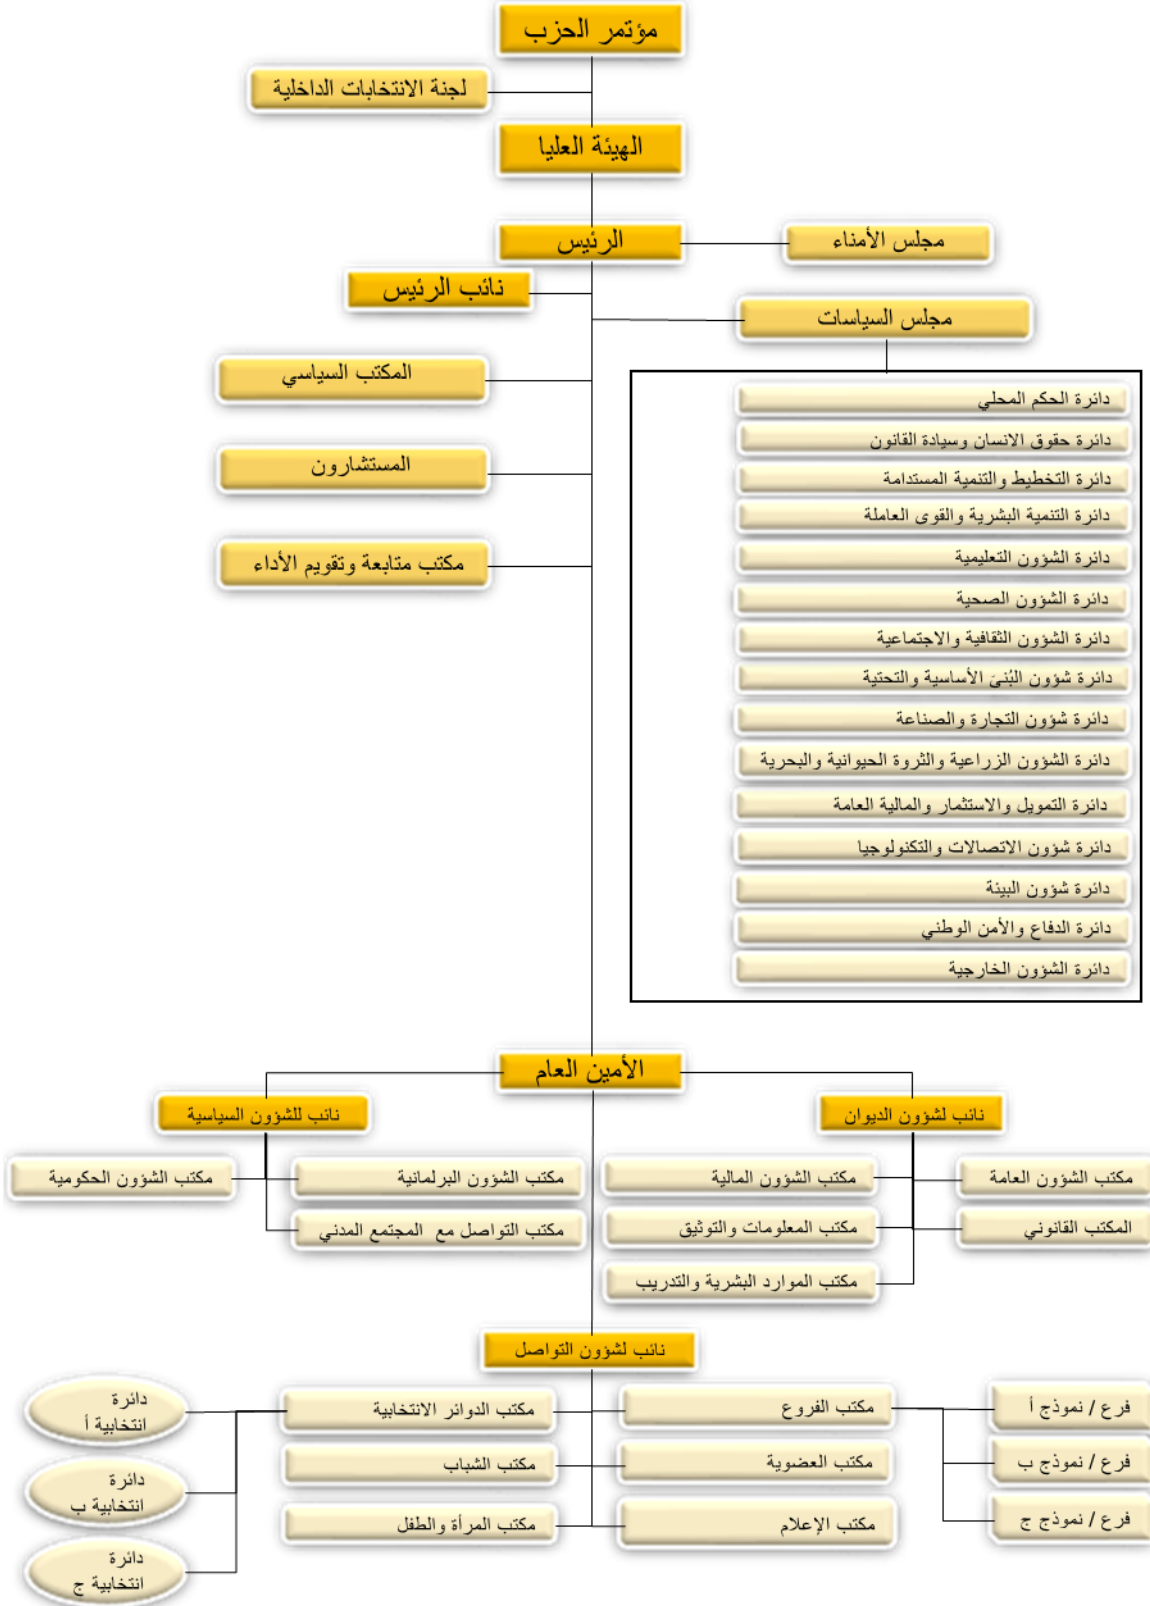 مؤتمر الحزب
لجنة الانتخابات الداخلية
الهيئة العليا
الرئيس
مجلس الأمناء
نائب الرئيس
مجلس السياسات
المكتب السياسي
المستشارون
مكتب متابعة وتقويم الأداء
دائرة الحكم المحلي
دائرة حقوق الانسان وسيادة القانون
دائرة التخطيط والتنمية المستدامة
دائرة التنمية البشرية والقوى العاملة
دائرة الشؤون التعليمية
دائرة الشؤون الصحية
دائرة الشؤون الثقافية والاجتماعية
دائرة شؤون البُنىَ الأساسية والتحتية
دائرة شؤون التجارة والصناعة
دائرة الشؤون الزراعية والثروة الحيوانية والبحرية
دائرة التمويل والاستثمار والمالية العامة
دائرة شؤون الاتصالات والتكنولوجيا
دائرة شؤون البيئة
دائرة الدفاع والأمن الوطني
دائرة الشؤون الخارجية
الأمين العام
نائب لشؤون الديوان
نائب للشؤون السياسية
مكتب الشؤون العامة
مكتب الشؤون المالية
مكتب الشؤون البرلمانية
مكتب الشؤون الحكومية
المكتب القانوني
مكتب المعلومات والتوثيق
مكتب التواصل مع المجتمع المدني
مكتب الموارد البشرية والتدريب
نائب لشؤون التواصل
فرع / نموذج أ
مكتب الفروع
مكتب الدوائر الانتخابية
دائرة
انتخابية أ
فرع / نموذج ب
مكتب العضوية
مكتب الشباب
دائرة
انتخابية ب
فرع / نموذج ج
مكتب الإعلام
مكتب المرأة والطفل
دائرة
انتخابية ج